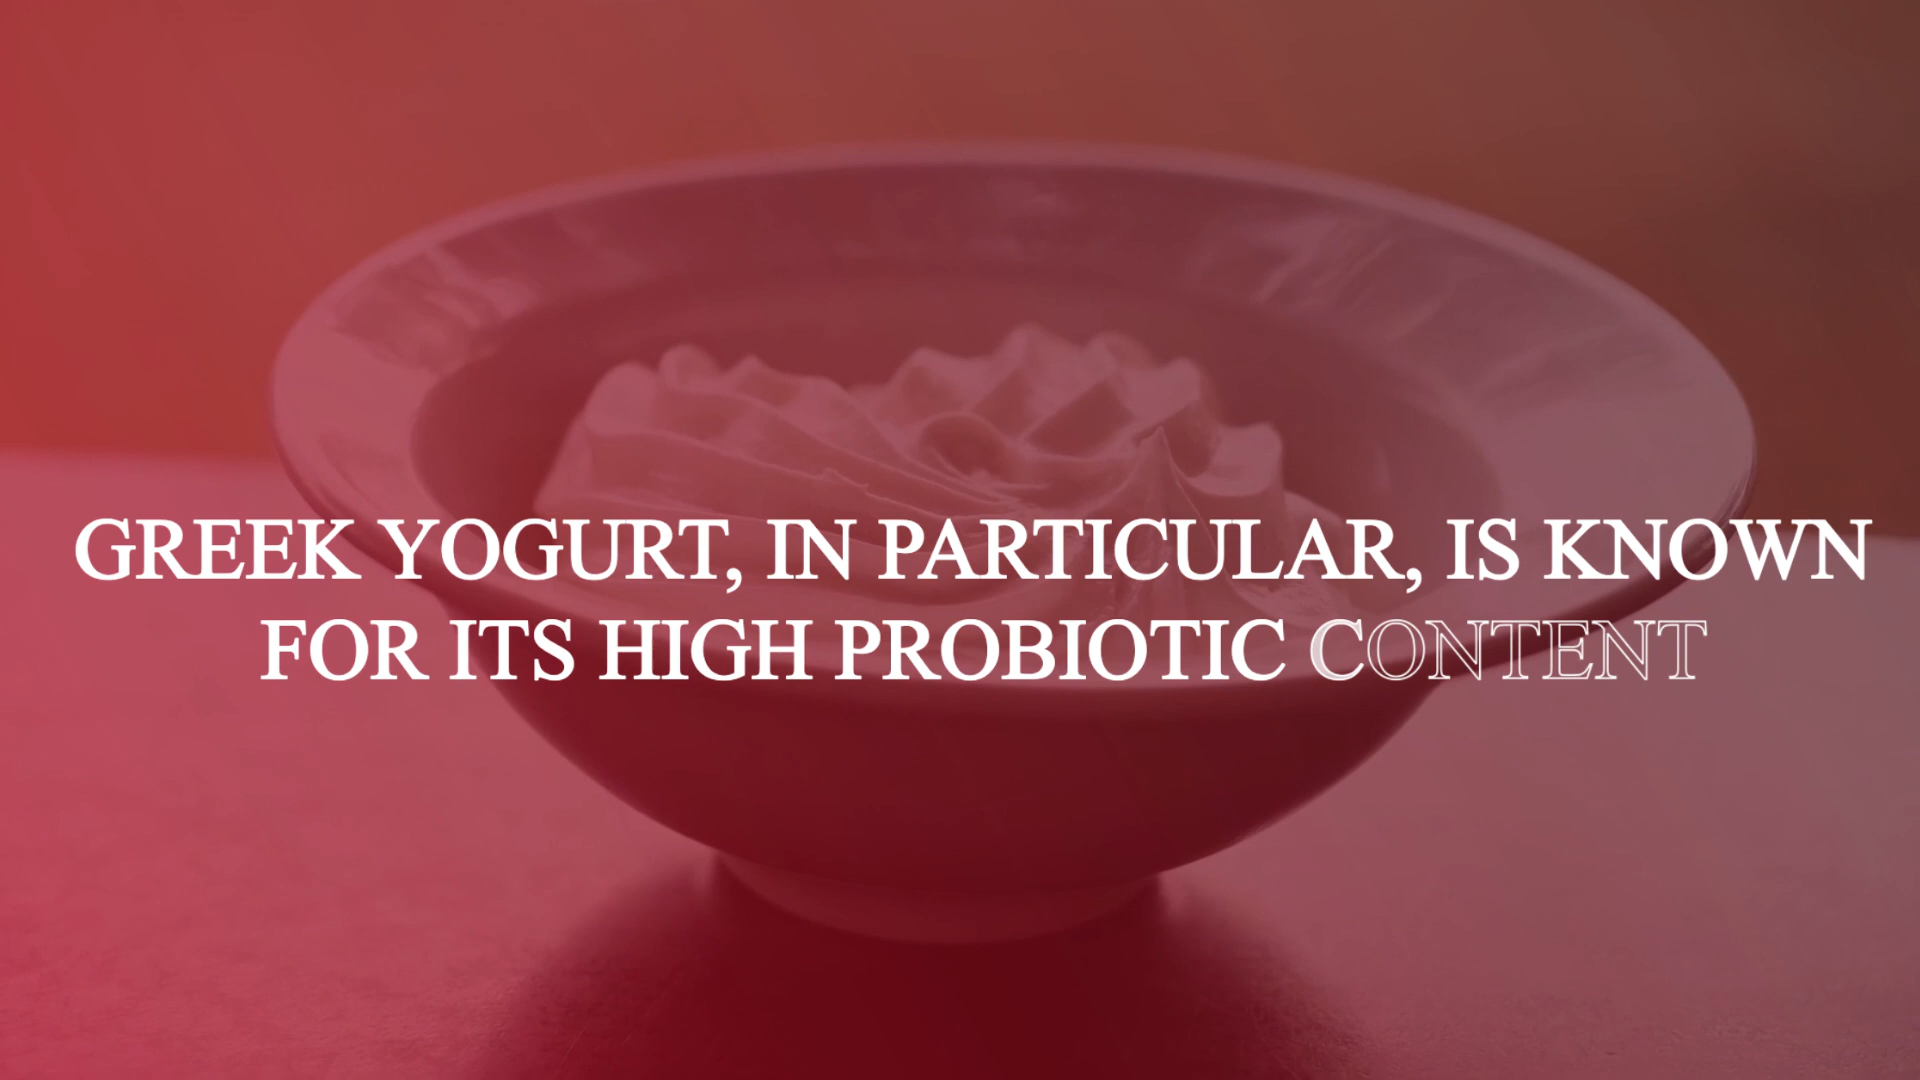 GREEK YOGURT, IN PARTICULAR, IS KNOWN
FOR ITS HIGH PROBIOTIC CONTENT